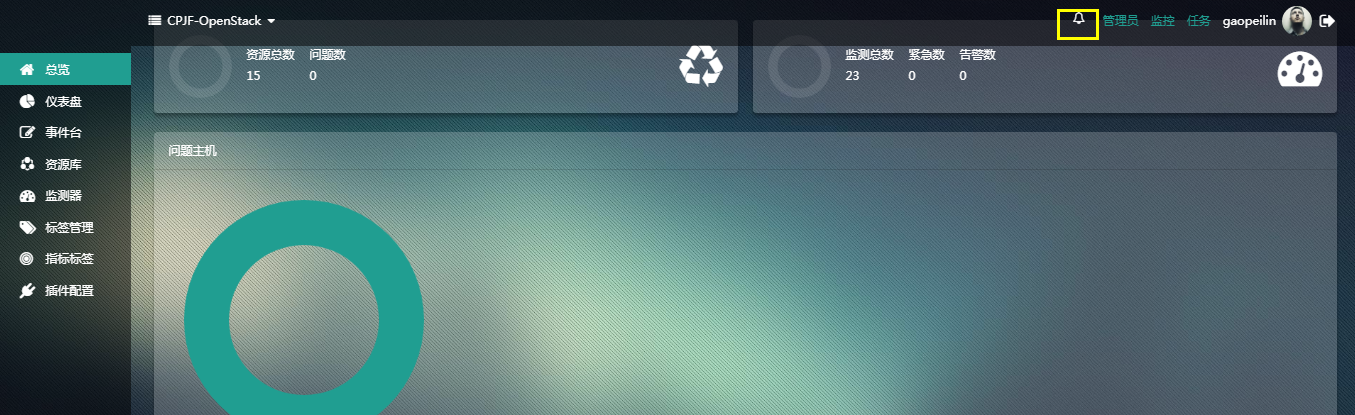 CPJF-OpenStack
管理员 监控 任务 gaopeilin
总览
仪表盘
事件台
资源库
监测器
标签管理
指标标签
插件配置
资源总数 问题数
15 0
监测总数 紧急数 告警数
23 0 0
问题主机